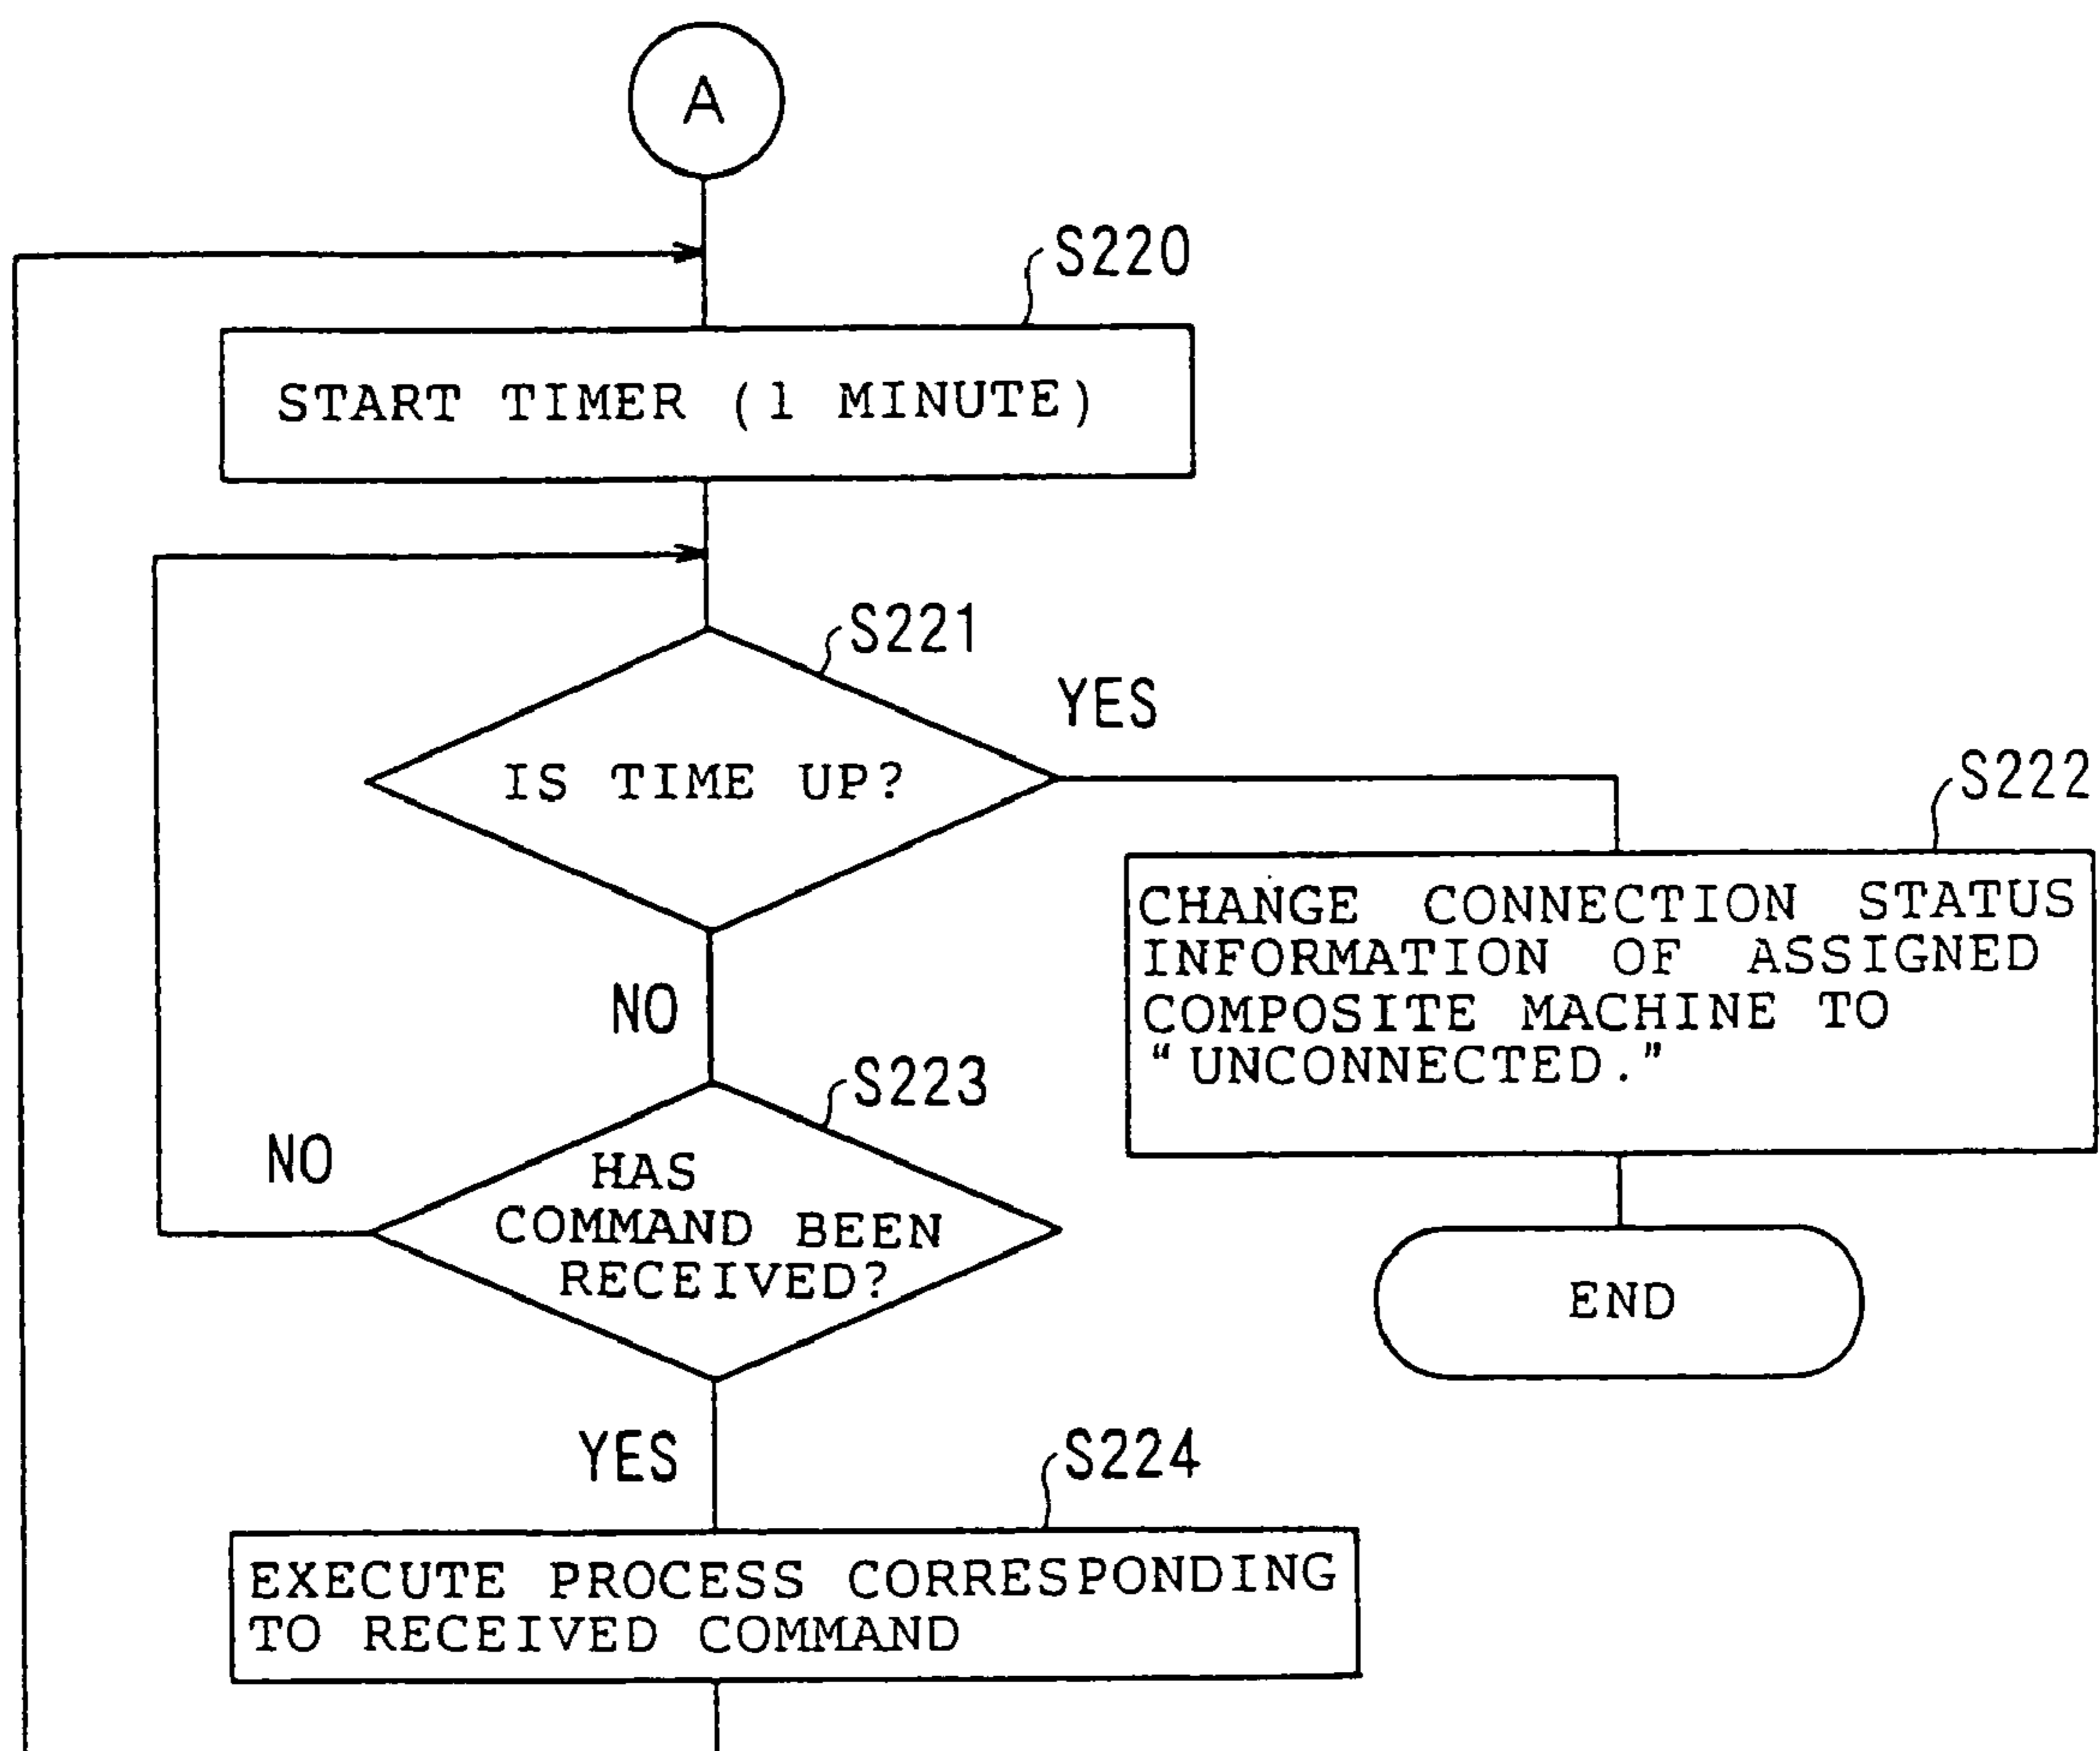 A
S220
START TIMER (1 MINUTE)
S221
YES
IS TIME UP?
S222
CHANGE CONNECTION STATUS
INFORMATION OF ASSIGNED
COMPOSITE MACHINE TO
“UNCONNECTED.”
NO
S223
NO
HAS
COMMAND BEEN
RECEIVED?
END
YES
S224
EXECUTE PROCESS CORRESPONDING
TO RECEIVED COMMAND